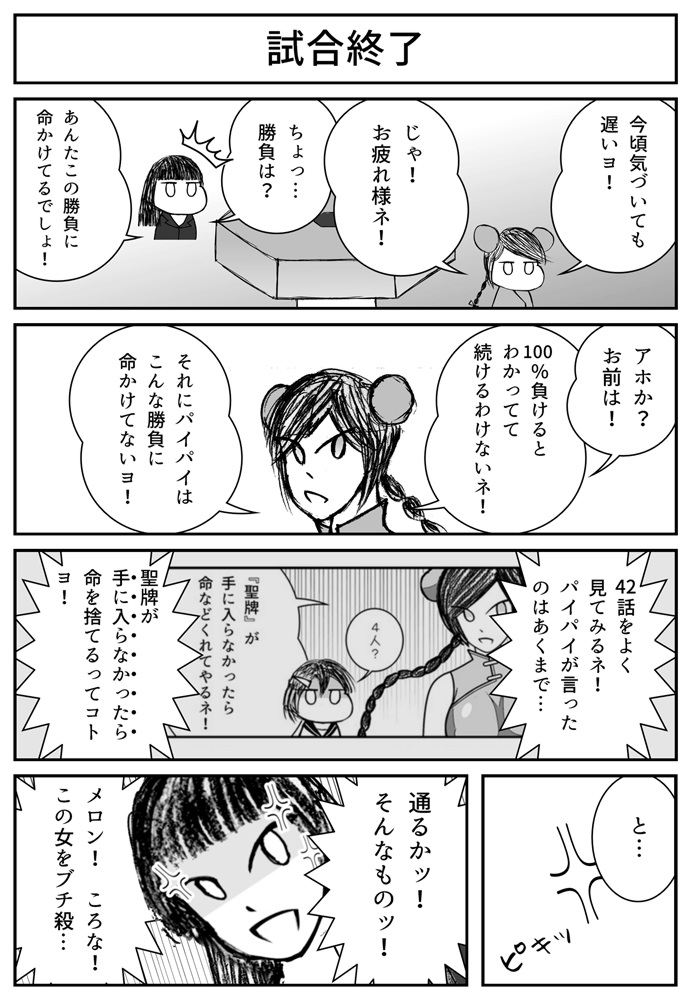 試合終了
今頃気づいても
遅いヨ！
じゃ！
お疲れ様ネ！
ちょっ…
勝負は？
あんたこの勝負に
命かけてるでしょ！
アホか？
お前は！
100％負けると
わかってて
続けるわけないネ！
それにパイパイは
こんな勝負に
命かけてないヨ！
42話をよく
見てみるネ！
パイパイが言った
のはあくまで…
4人？
『聖牌』が
手に入らなかったら
命などくれてやるネ！
聖牌が
手に入らなかったら
命を捨てるってコト
ヨ！
と…
ピキッ
通るかッ！
そんなものッ！
メロン！　ころな！
この女をブチ殺…